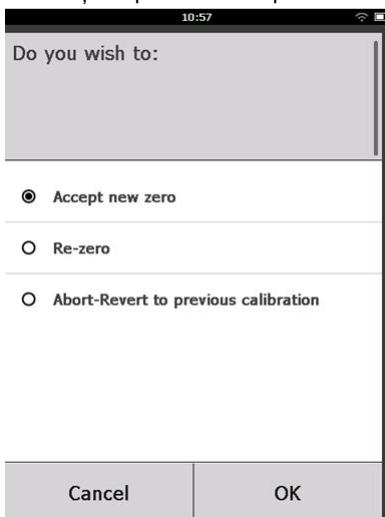 10:57
Do you wish to:
Accept new zero
Re-zero
Abort-Revert to previous calibration
Cancel
OK